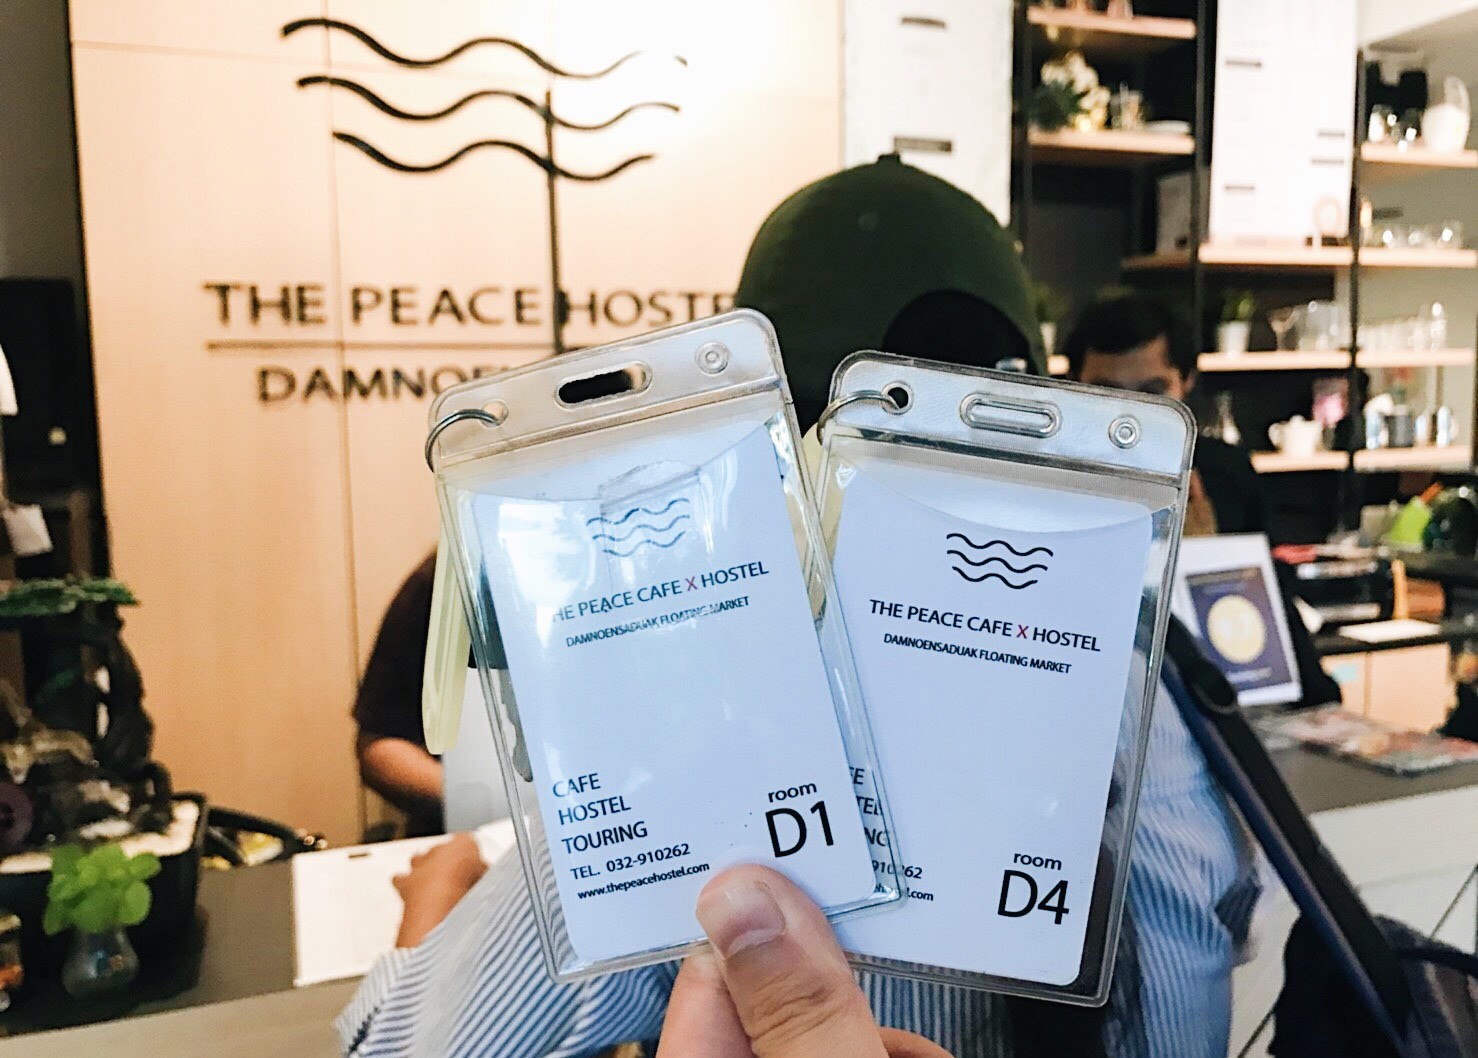 THE PEACE HOSTE
DAMNOE
THE PEACE CAFE X HOSTEL
DAMNOENSADUAK FLOATING MARKET
CAFE
HOSTEL
TOURING
TEL. 032-910262
www.thepeacehostel.com
room
D1
THE PEACE CAFE X HOSTEL
DAMNOENSADUAK FLOATING MARKET
room
D4